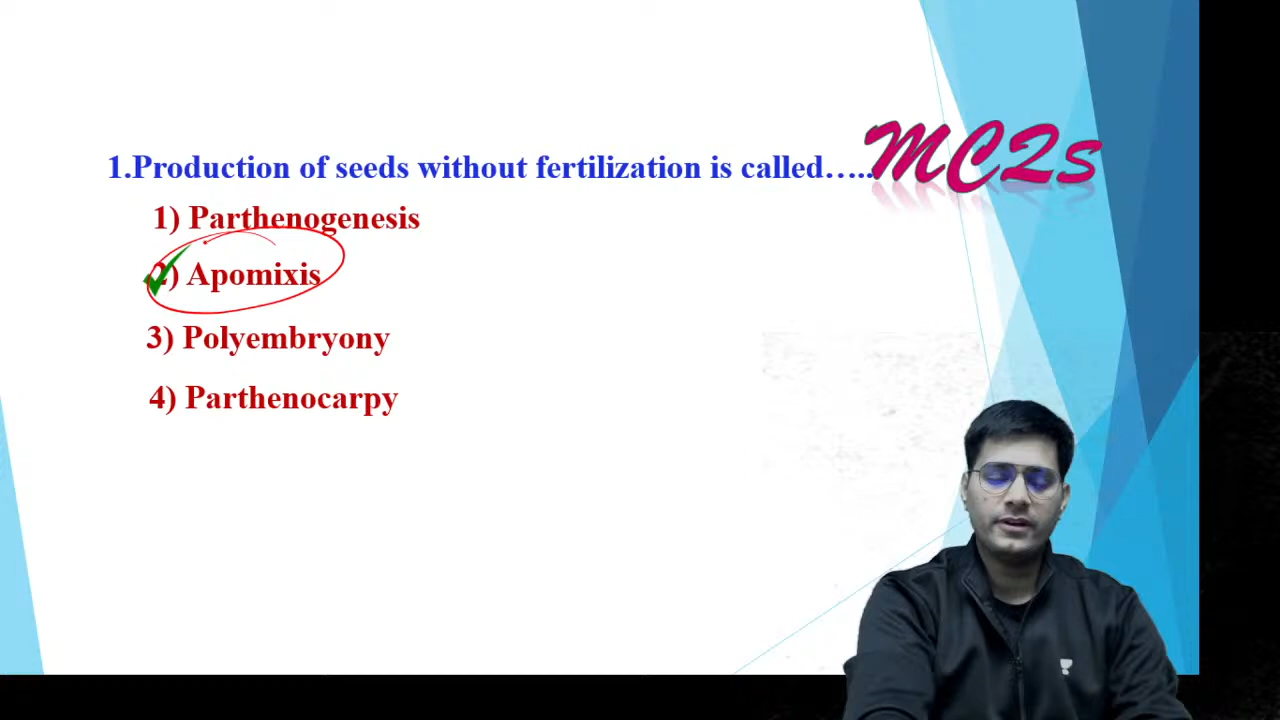 MCQs
1.Production of seeds without fertilization is called…..
1) Parthenogenesis
2) Apomixis
3) Polyembryony
4) Parthenocarpy